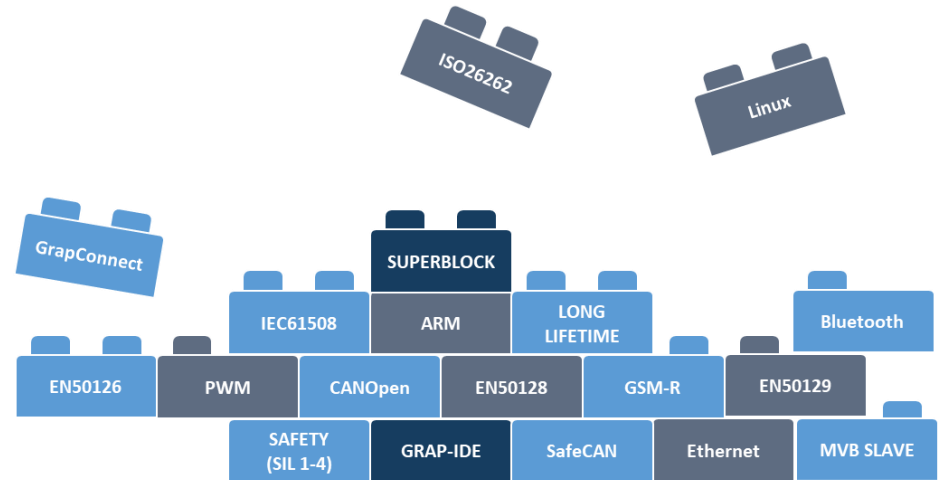 ISO26262
Linux
GrapConnect
SUPERBLOCK
IEC61508
ARM
LONG
LIFETIME
Bluetooth
EN50126
PWM
CANOpen
EN50128
GSM-R
EN50129
SAFETY
(SIL 1-4)
GRAP-IDE
SafeCAN
Ethernet
MVB SLAVE